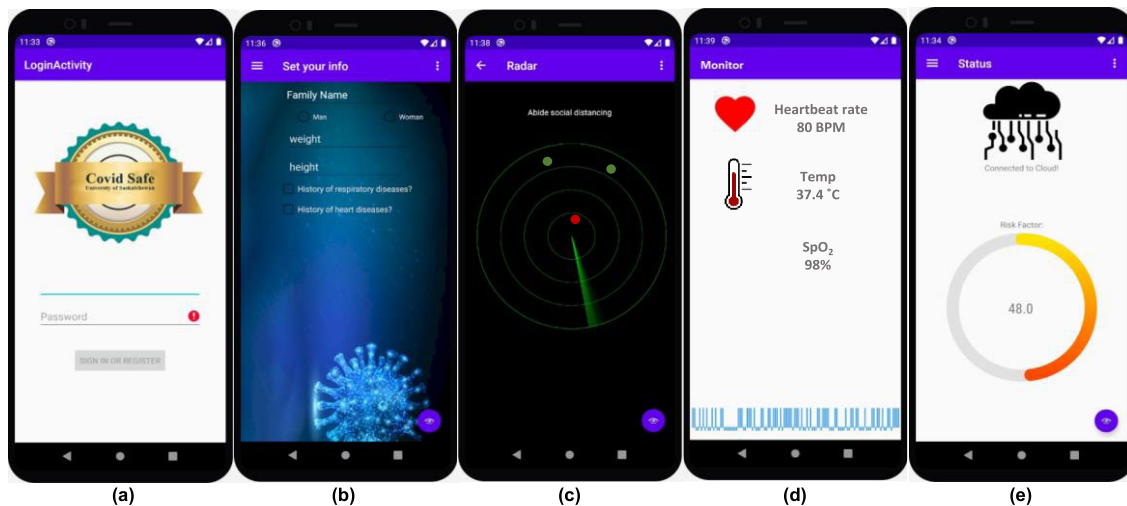 11:33
LoginActivity
Covid Safe
University of Saskatchewan
Password
SIGN IN OR REGISTER
(a)
11:36
Set your info
Family Name
Man Woman
weight
height
History of respiratory diseases?
History of heart diseases?
(b)
11:38
Radar
Abide social distancing
(c)
11:39
Monitor
Heartbeat rate
80 BPM
Temp
37.4 ˚C
SpO₂
98%
(d)
11:34
Status
Connected to Cloud!
Risk Factor:
48.0
(e)